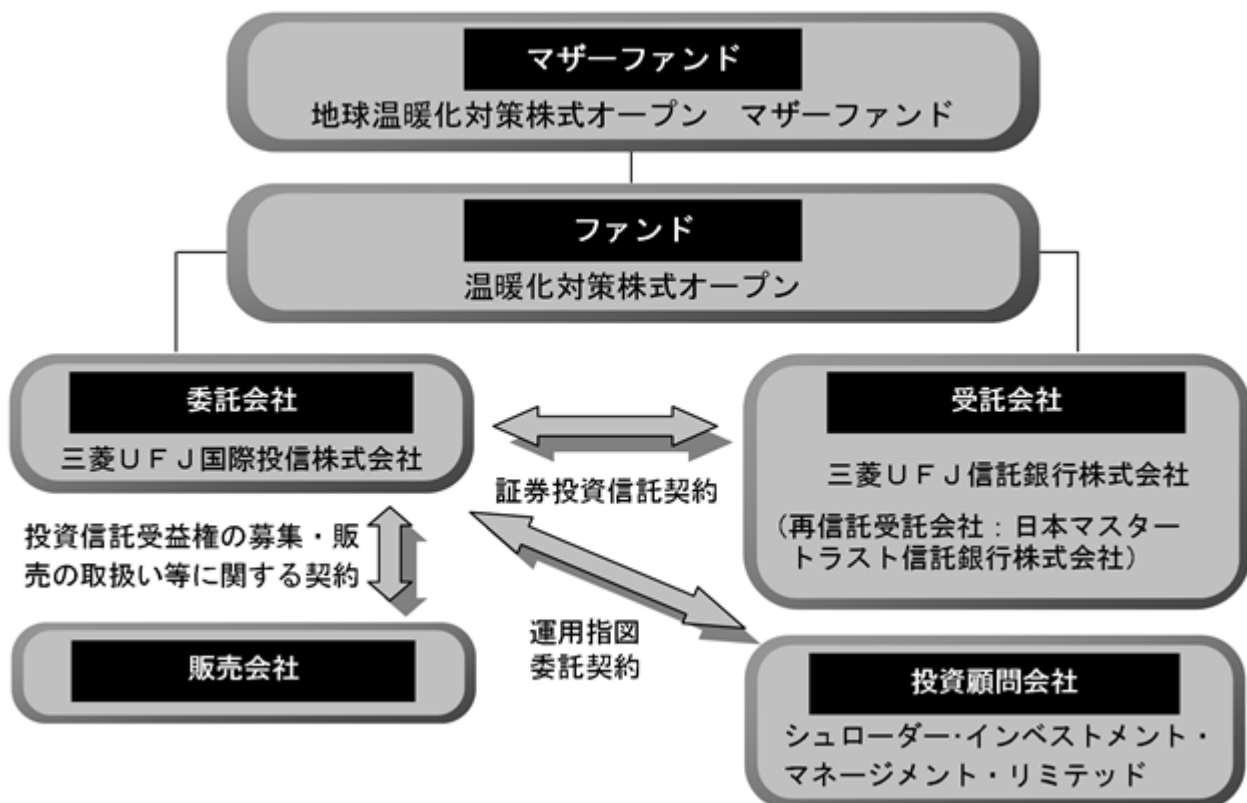 マザーファンド
地球温暖化対策株式オープン　マザーファンド
ファンド
温暖化対策株式オープン
委託会社
三菱ＵＦＪ国際投信株式会社
受託会社
三菱ＵＦＪ信託銀行株式会社
（再信託受託会社：日本マスター
トラスト信託銀行株式会社）
証券投資信託契約
投資信託受益権の募集・販
売の取扱い等に関する契約
運用指図
委託契約
販売会社
投資顧問会社
シュローダー・インベストメント・
マネージメント・リミテッド